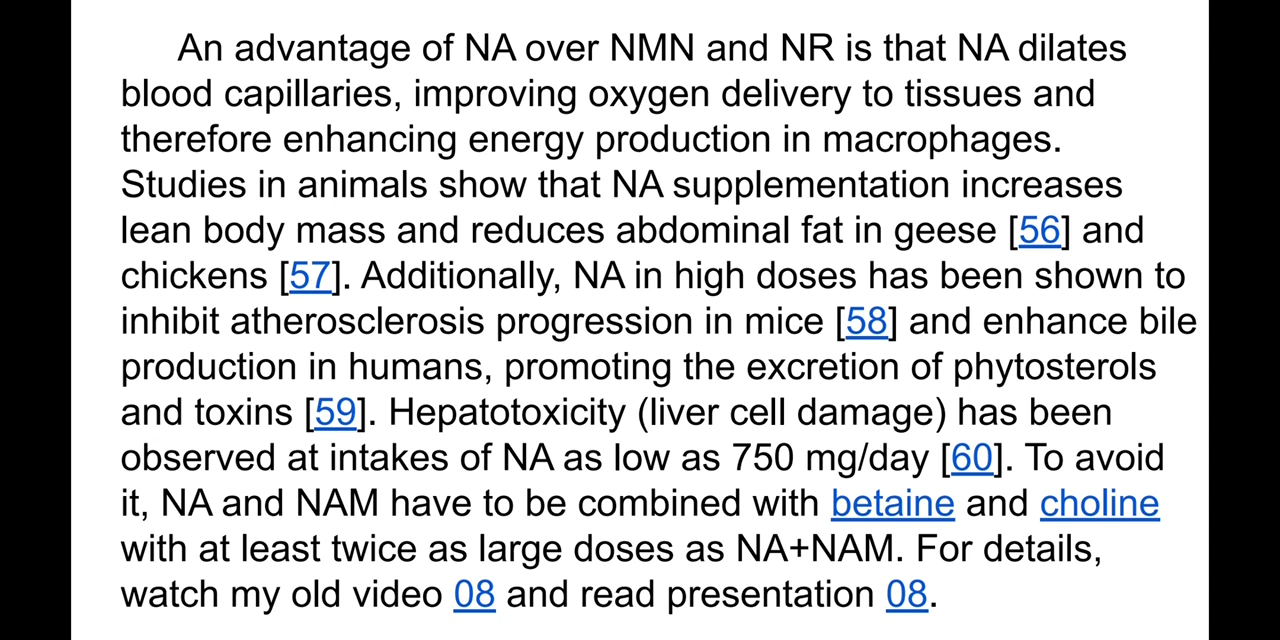 An advantage of NA over NMN and NR is that NA dilates
blood capillaries, improving oxygen delivery to tissues and
therefore enhancing energy production in macrophages.
Studies in animals show that NA supplementation increases
lean body mass and reduces abdominal fat in geese [56] and
chickens [57]. Additionally, NA in high doses has been shown to
inhibit atherosclerosis progression in mice [58] and enhance bile
production in humans, promoting the excretion of phytosterols
and toxins [59]. Hepatotoxicity (liver cell damage) has been
observed at intakes of NA as low as 750 mg/day [60]. To avoid
it, NA and NAM have to be combined with betaine and choline
with at least twice as large doses as NA+NAM. For details,
watch my old video 08 and read presentation 08.